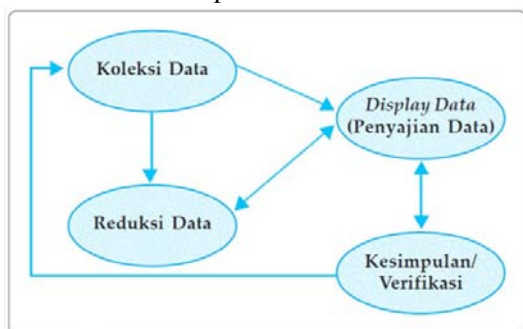 Koleksi Data
Display Data
(Penyajian Data)
Reduksi Data
Kesimpulan/
Verifikasi